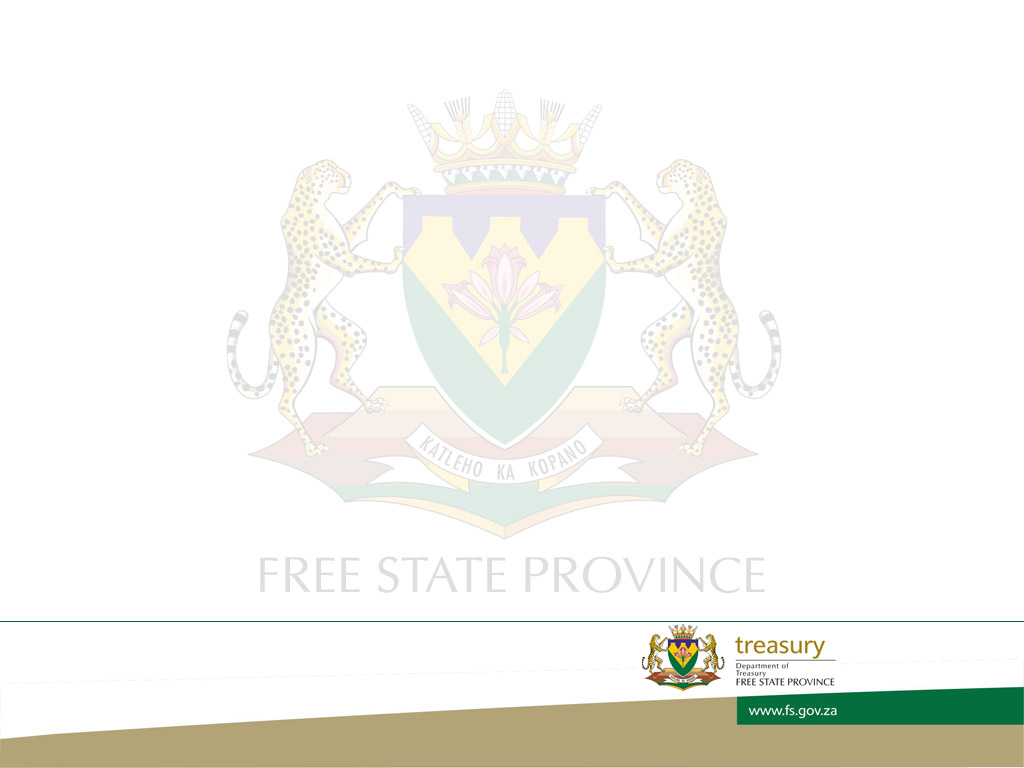 KATLEHO KA KOPANO
FREE STATE PROVINCE
treasury
Department of
Treasury
FREE STATE PROVINCE
www.fs.gov.za